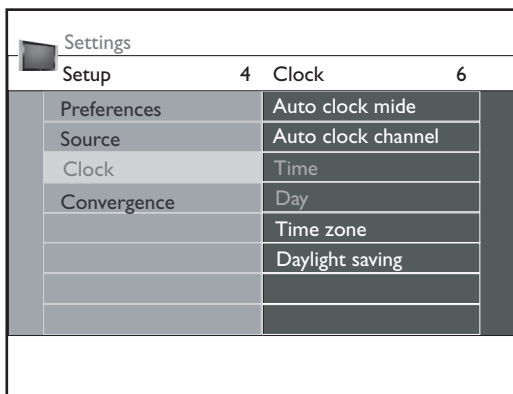 Settings
Setup 4 Clock 6
Preferences Auto clock mide
Source Auto clock channel
Clock Time
Convergence Day
Time zone
Daylight saving